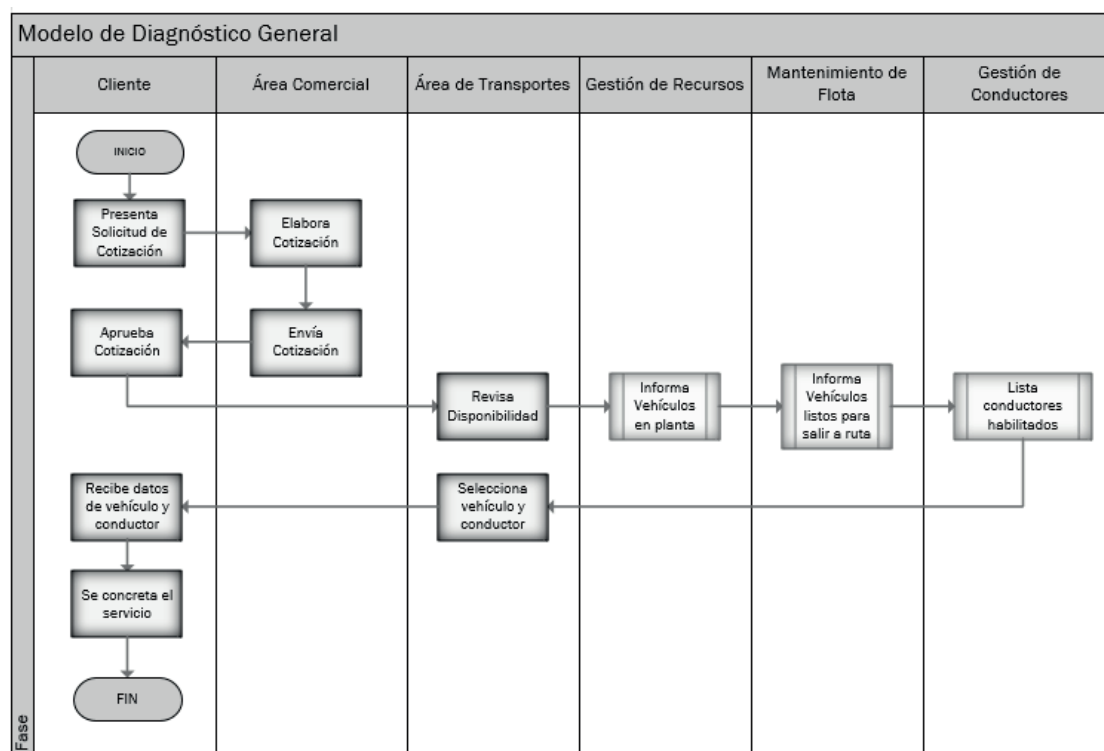 Modelo de Diagnóstico General
Cliente
Área Comercial
Área de Transportes
Gestión de Recursos
Mantenimiento de
Flota
Gestión de
Conductores
INICIO
Presenta
Solicitud de
Cotización
Elabora
Cotización
Aprueba
Cotización
Envía
Cotización
Revisa
Disponibilidad
Informa
Vehículos
en planta
Informa
Vehículos
listos para
salir a ruta
Lista
conductores
habilitados
Recibe datos
de vehículo y
conductor
Selecciona
vehículo y
conductor
Se concreta el
servicio
FIN
Fase